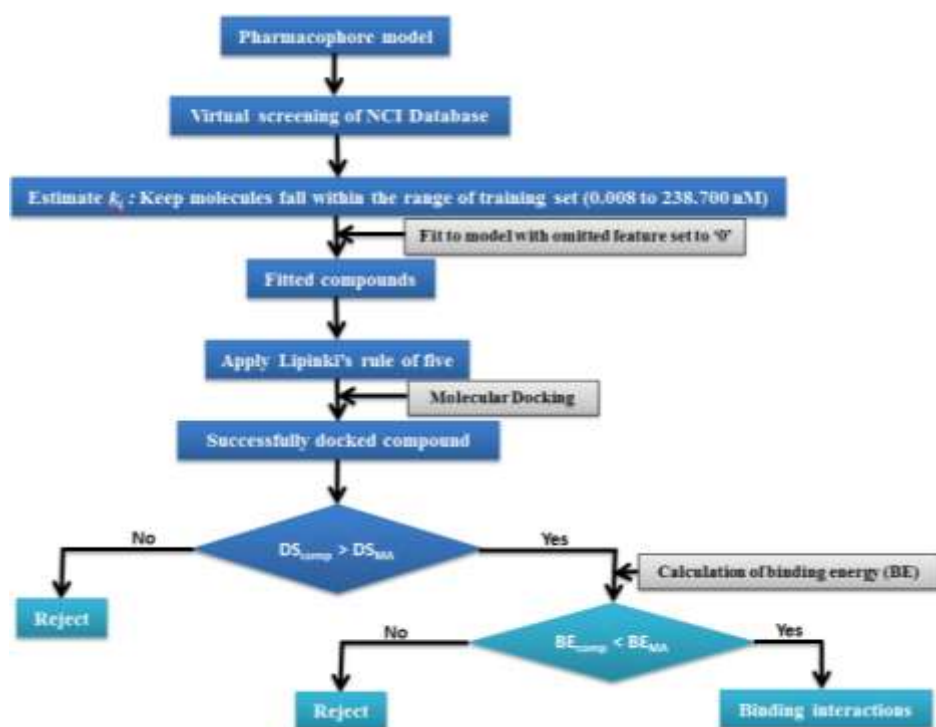 Pharmacophore model
Virtual screening of NCI Database
Estimate ki : Keep molecules fall within the range of training set (0.008 to 238.700 nM)
Fit to model with omitted feature set to ‘0’
Fitted compounds
Apply Lipinki's rule of five
Molecular Docking
Successfully docked compound
No
DScomp > DSMA
Yes
Calculation of binding energy (BE)
Reject
No
BEcomp < BEMA
Yes
Reject
Binding interactions